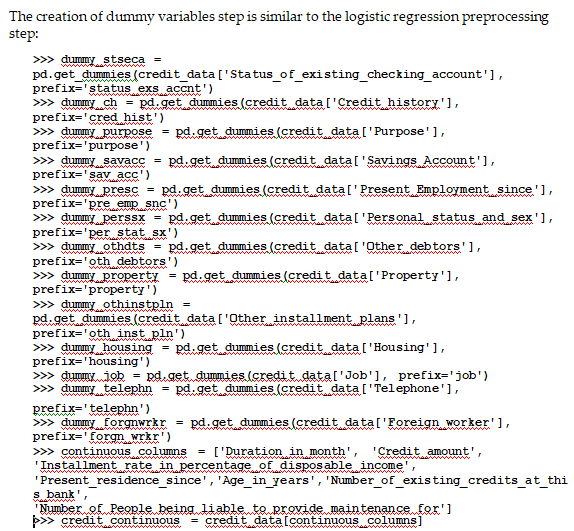 The creation of dummy variables step is similar to the logistic regression preprocessing
step:
>>> dummy_stseca =
pd.get_dummies(credit_data['Status_of_existing_checking_account'],
prefix='status_exs_accnt')
>>> dummy_ch = pd.get_dummies(credit_data['Credit_history'],
prefix='cred_hist')
>>> dummy_purpose = pd.get_dummies(credit_data['Purpose'],
prefix='purpose')
>>> dummy_savacc = pd.get_dummies(credit_data['Savings_Account'],
prefix='sav_acc')
>>> dummy_presc = pd.get_dummies(credit_data['Present_Employment_since'],
prefix='pre_emp_snc')
>>> dummy_perssx = pd.get_dummies(credit_data['Personal_status_and_sex'],
prefix='per_stat_sx')
>>> dummy_othdts = pd.get_dummies(credit_data['Other_debtors'],
prefix='oth_debtors')
>>> dummy_property = pd.get_dummies(credit_data['Property'],
prefix='property')
>>> dummy_othinstpln =
pd.get_dummies(credit_data['Other_installment_plans'],
prefix='oth_inst_pln')
>>> dummy_housing = pd.get_dummies(credit_data['Housing'],
prefix='housing')
>>> dummy_job = pd.get_dummies(credit_data['Job'], prefix='job')
>>> dummy_telephn = pd.get_dummies(credit_data['Telephone'],
prefix='telephn')
>>> dummy_forgnwrkr = pd.get_dummies(credit_data['Foreign_worker'],
prefix='forgn_wrkr')
>>> continuous_columns = ['Duration_in_month', 'Credit_amount',
'Installment_rate_in_percentage_of_disposable_income',
'Present_residence_since','Age_in_years','Number_of_existing_credits_at_thi
s_bank',
'Number_of_People_being_liable_to_provide_maintenance_for']
>>> credit_continuous = credit_data[continuous_columns]